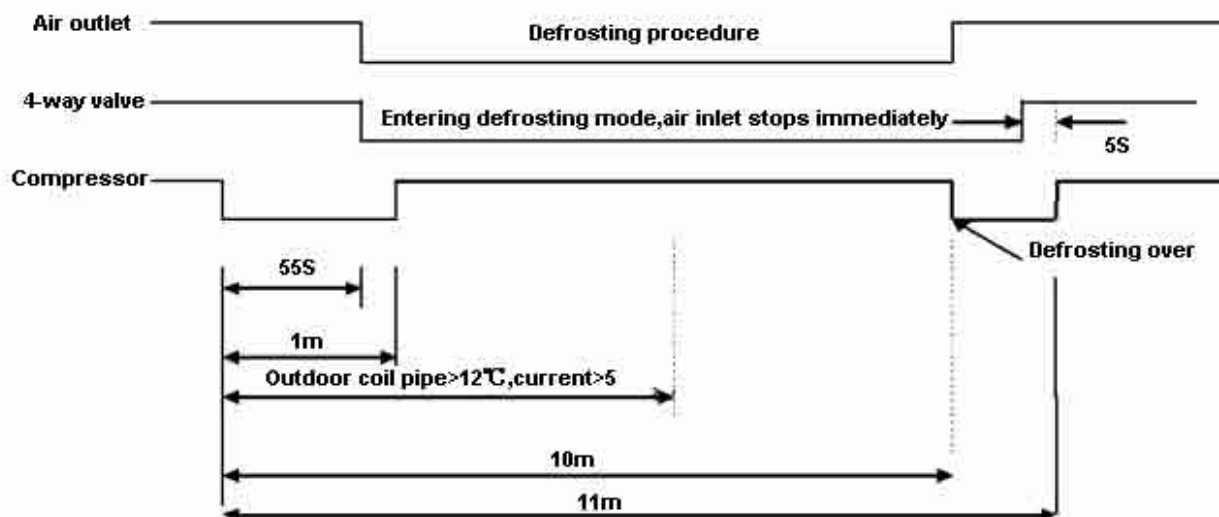 Air outlet
Defrosting procedure
4-way valve
Entering defrosting mode,air inlet stops immediately
5S
Compressor
Defrosting over
55S
1m
Outdoor coil pipe>12℃,current>5
10m
11m